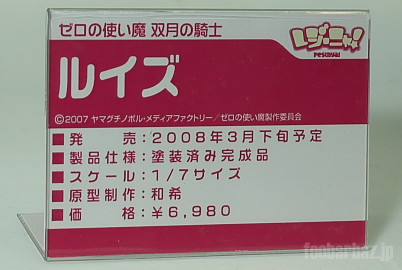 ゼロの使い魔 双月の騎士
レジーニャ!
ルイズ
©2007 ヤマグチノボル・メディアファクトリー／ゼロの使い魔製作委員会
■発　　売：2008年3月下旬予定
■製品仕様：塗装済み完成品
■スケール：1/7サイズ
■原型制作：和希
■価　　格：¥6,980
foobarbaz.jp